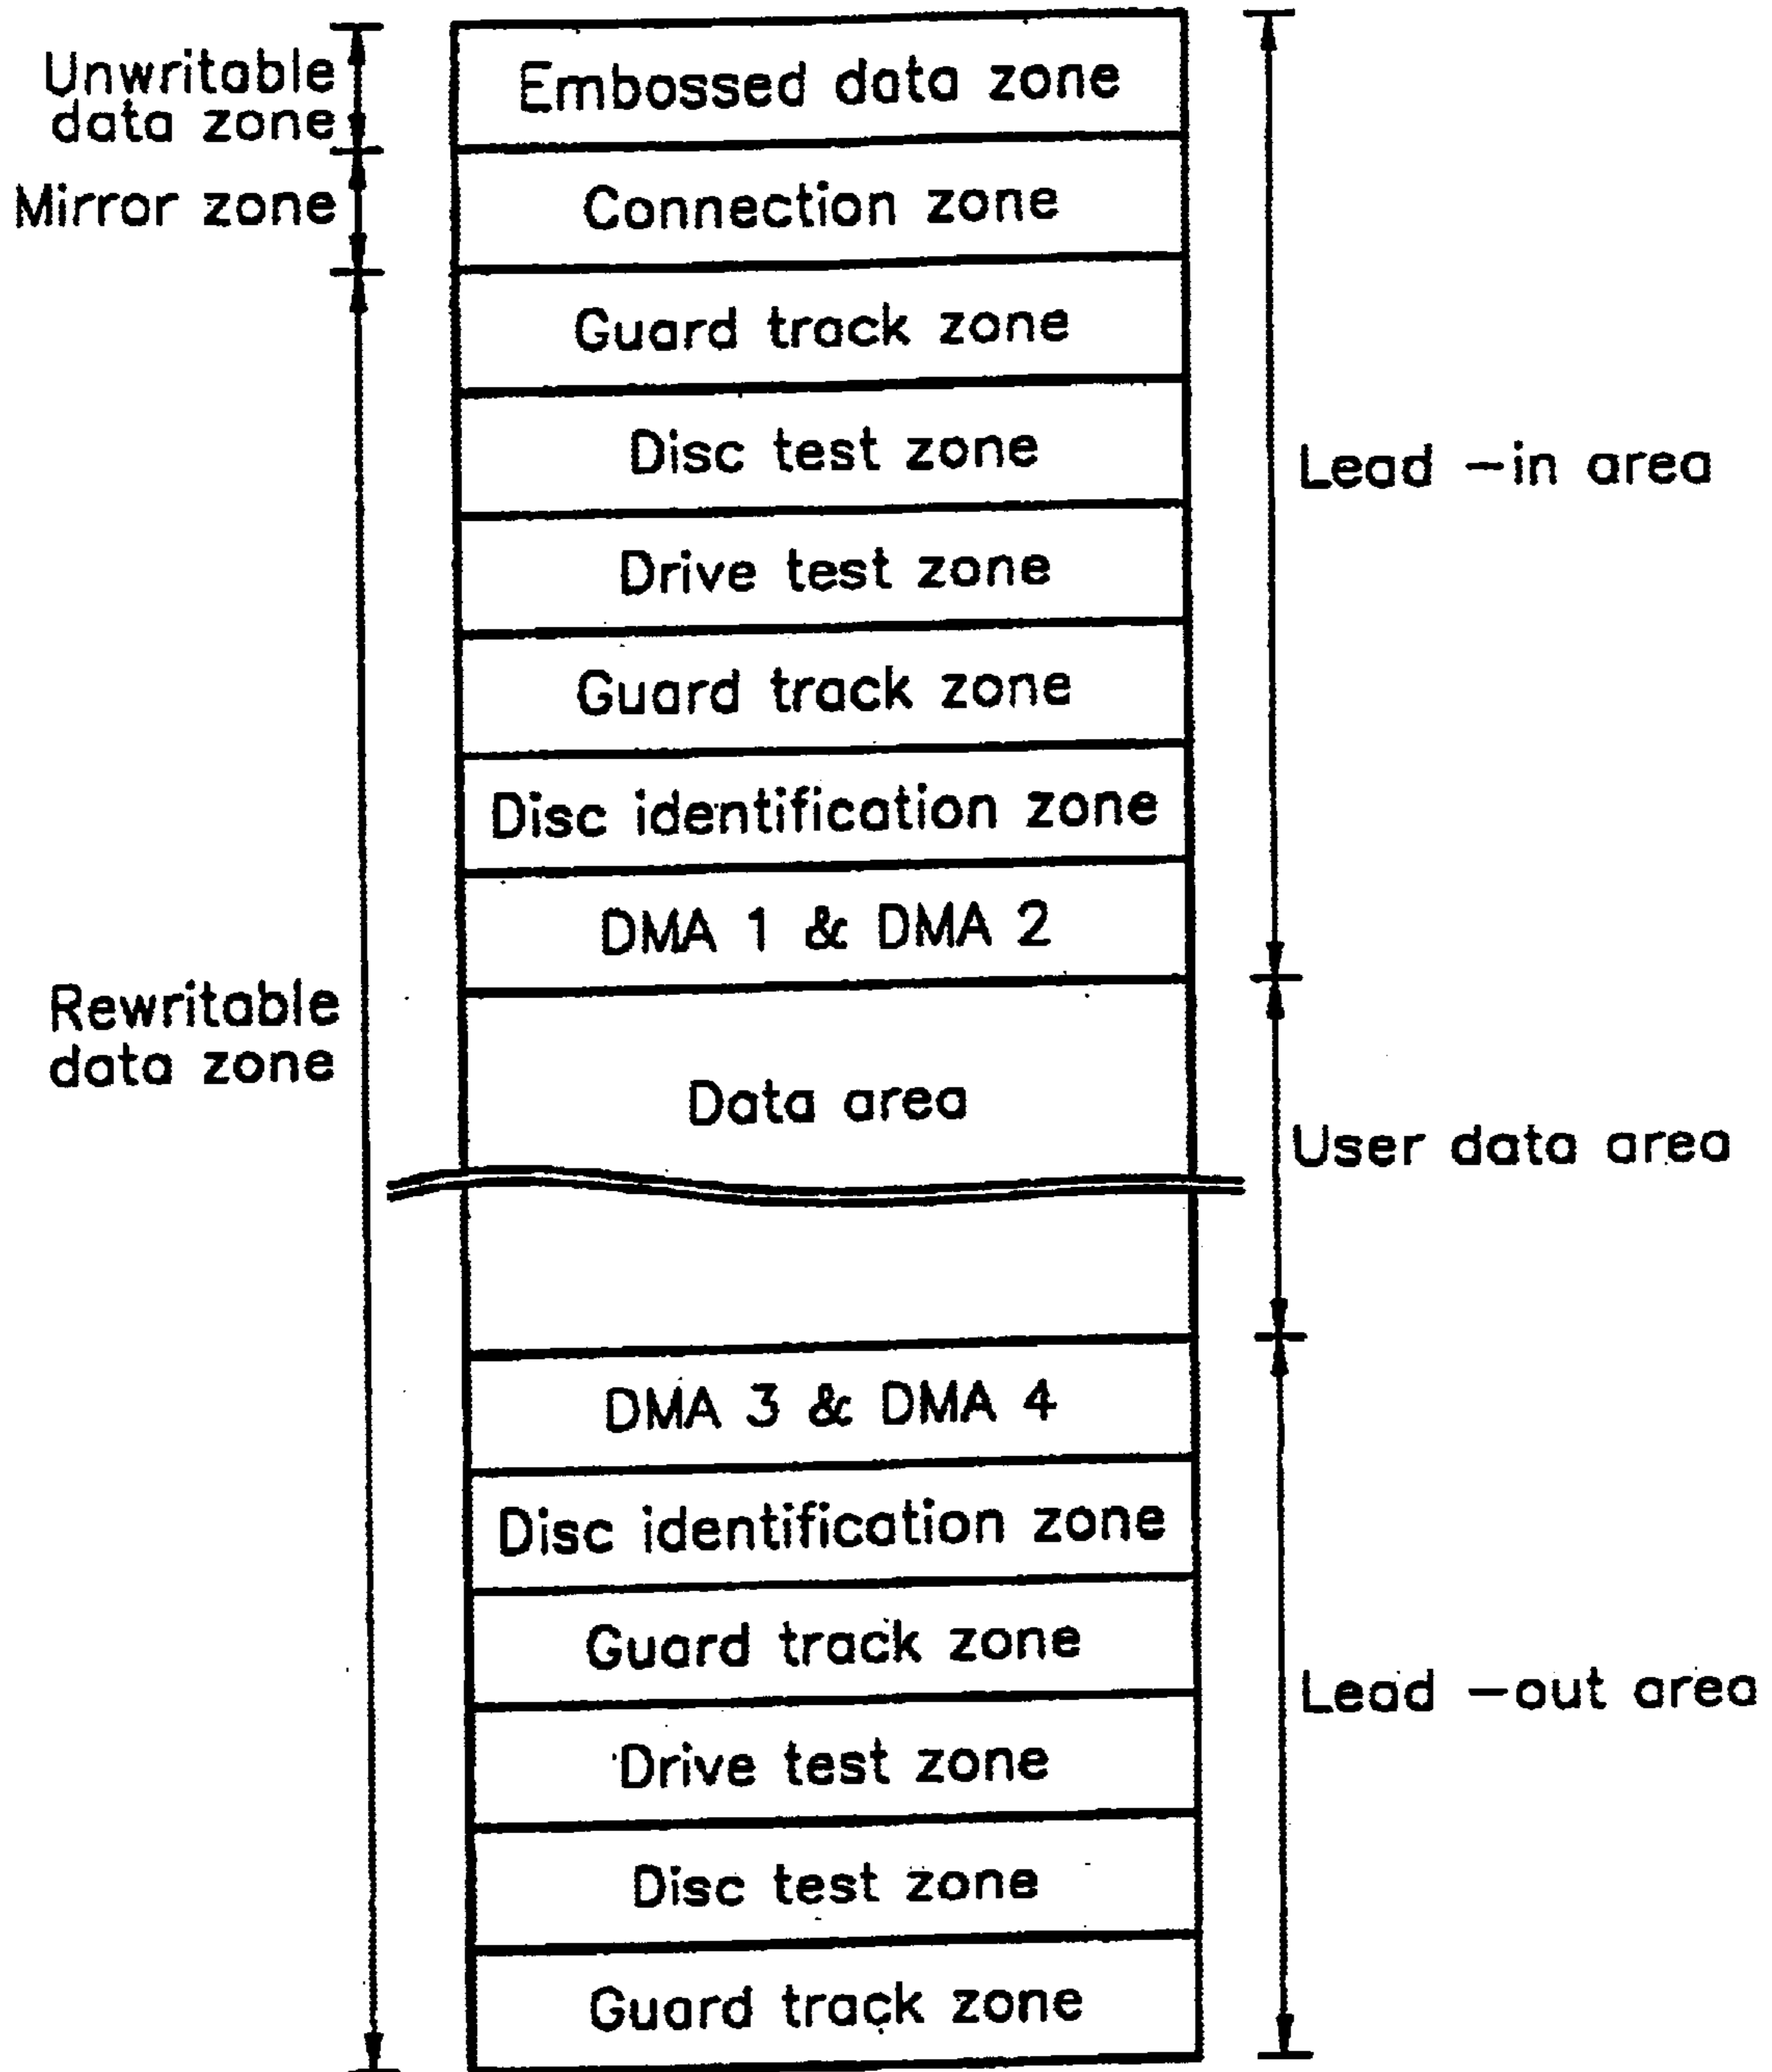 Unwritable
data zone
Embossed data zone
Mirror zone
Connection zone
Guard track zone
Disc test zone
Lead -in area
Drive test zone
Guard track zone
Disc identification zone
DMA 1 & DMA 2
Rewritable
data zone
Data area
User data area
DMA 3 & DMA 4
Disc identification zone
Guard track zone
Lead -out area
Drive test zone
Disc test zone
Guard track zone